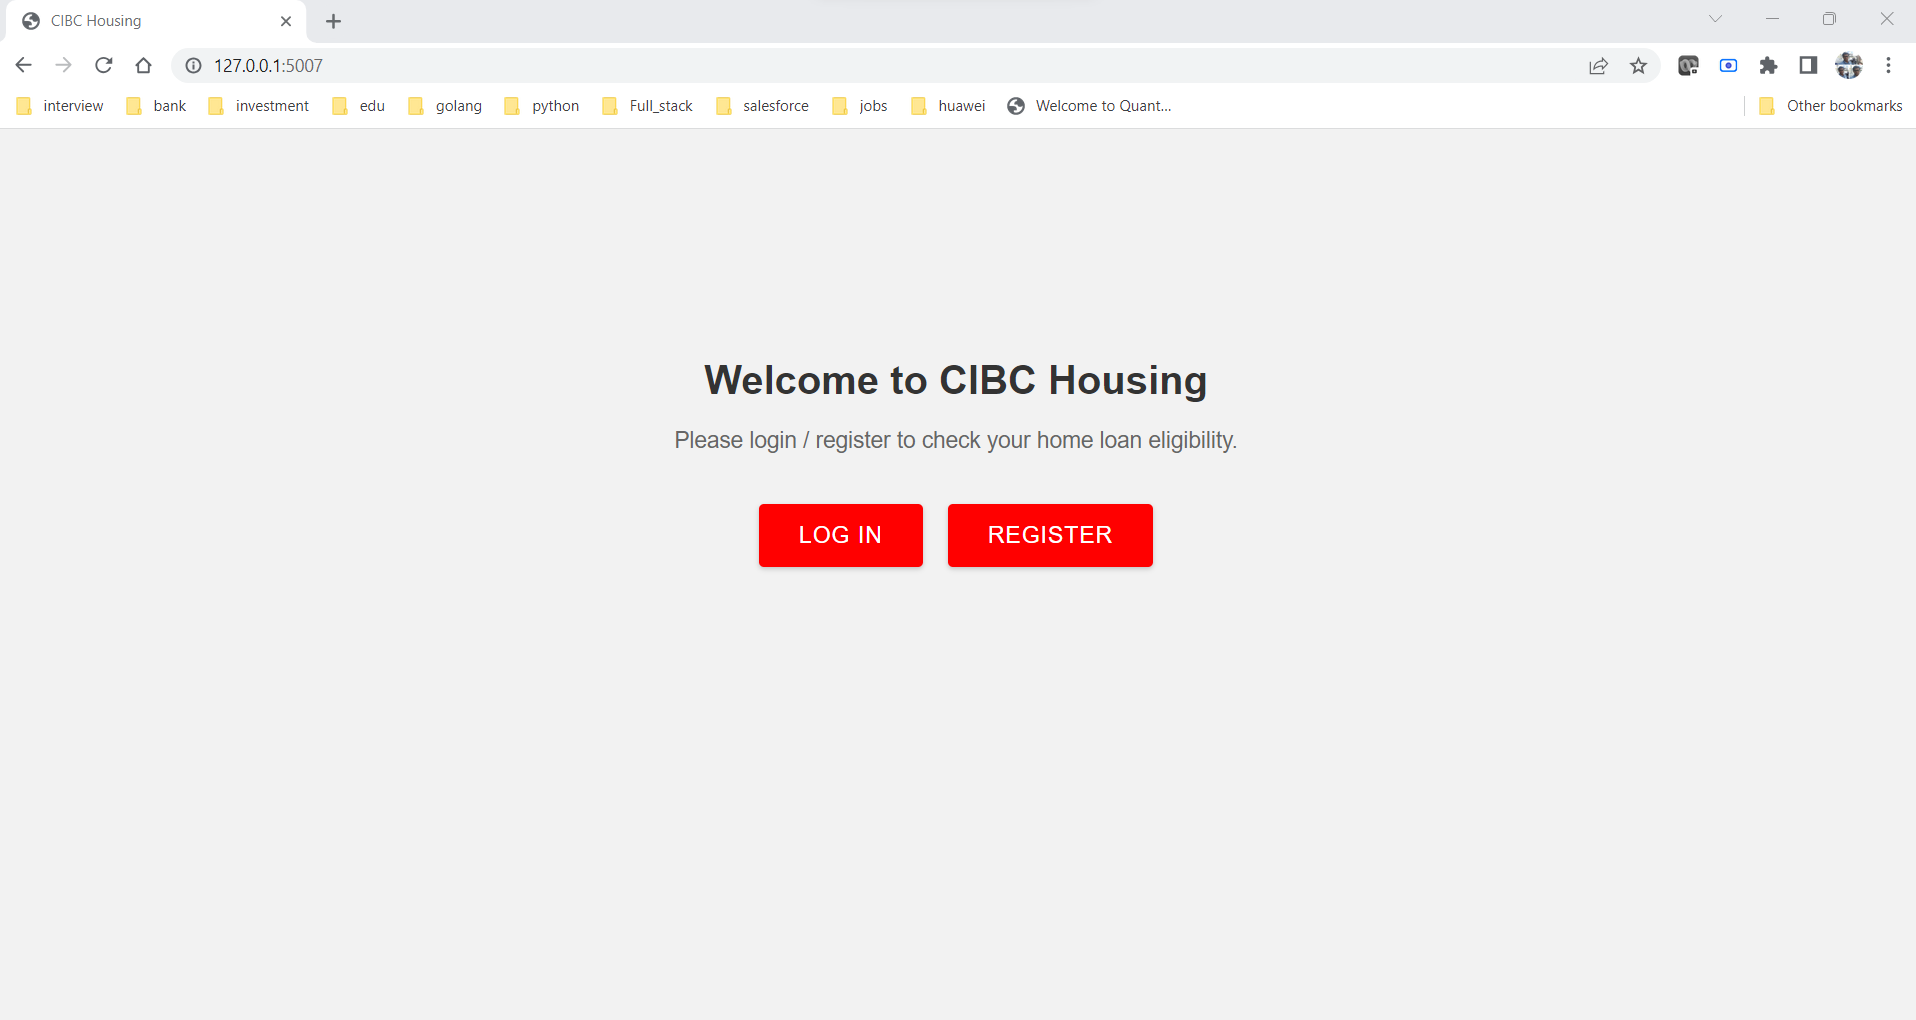 CIBC Housing
127.0.0.1:5007
interview bank investment edu golang python Full_stack salesforce jobs huawei Welcome to Quant... Other bookmarks
Welcome to CIBC Housing
Please login / register to check your home loan eligibility.
LOG IN REGISTER